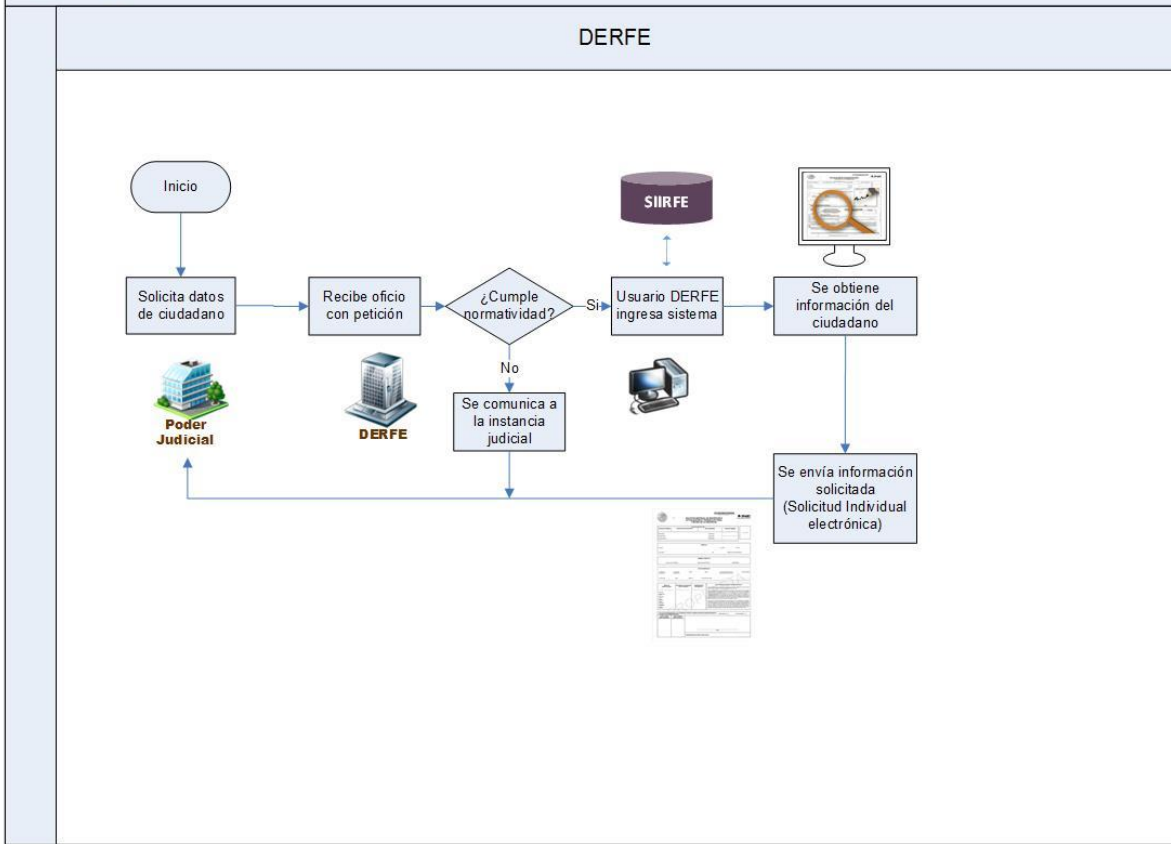 DERFE
Inicio
SIIRFE
Solicita datos
de ciudadano
Recibe oficio
con petición
¿Cumple
normatividad?
Si
Usuario DERFE
ingresa sistema
Se obtiene
información del
ciudadano
No
Poder
Judicial
DERFE
Se comunica a
la instancia
judicial
Se envía información
solicitada
(Solicitud Individual
electrónica)